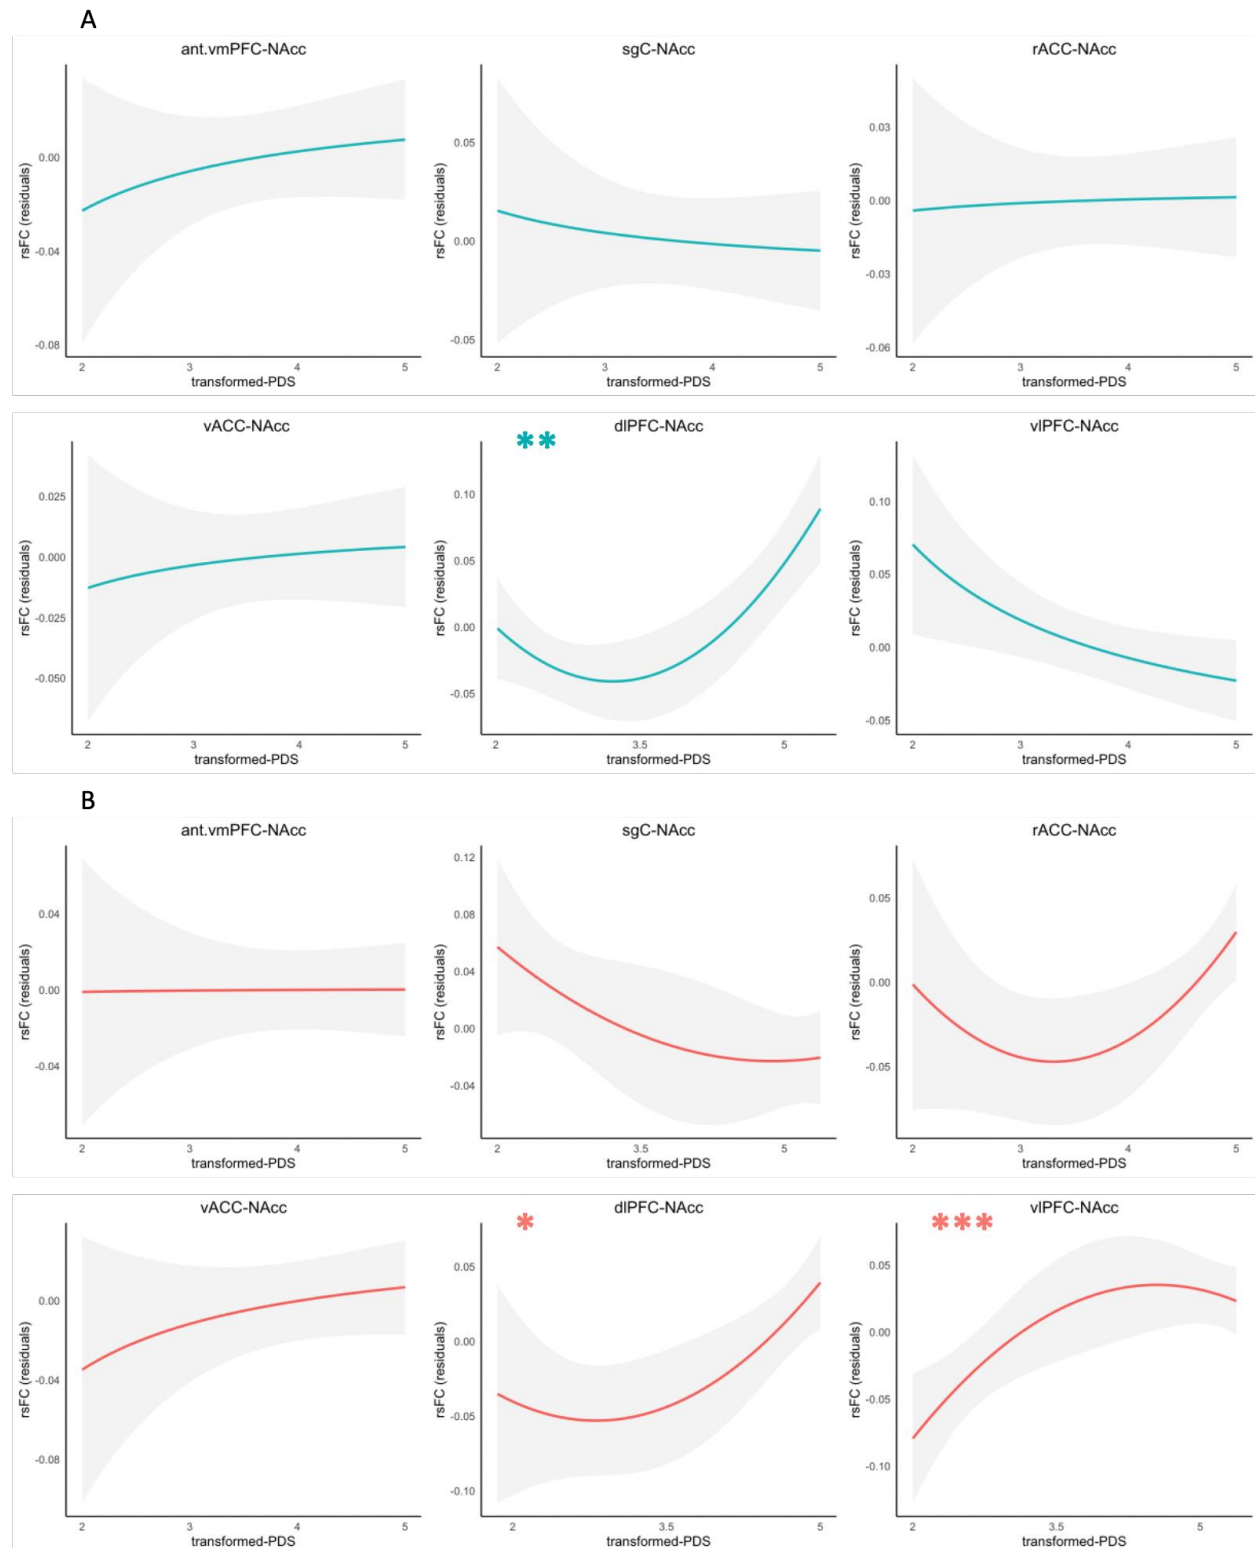 A
ant.vmPFC-NAcc
rsFC (residuals)
0.00
-0.04
-0.08
2 3 4 5
transformed-PDS
sgC-NAcc
rsFC (residuals)
0.05
0.00
-0.05
2 3 4 5
transformed-PDS
rACC-NAcc
rsFC (residuals)
0.03
0.00
-0.03
-0.06
2 3 4 5
transformed-PDS
vACC-NAcc
rsFC (residuals)
0.025
0.000
-0.025
-0.050
2 3 4 5
transformed-PDS
**
dlPFC-NAcc
rsFC (residuals)
0.10
0.05
0.00
-0.05
2 3.5 5
transformed-PDS
vlPFC-NAcc
rsFC (residuals)
0.10
0.05
0.00
-0.05
2 3 4 5
transformed-PDS
B
ant.vmPFC-NAcc
rsFC (residuals)
0.04
0.00
-0.04
2 3 4 5
transformed-PDS
sgC-NAcc
rsFC (residuals)
0.12
0.08
0.04
0.00
-0.04
2 3.5 5
transformed-PDS
rACC-NAcc
rsFC (residuals)
0.05
0.00
-0.05
2 3 4 5
transformed-PDS
vACC-NAcc
rsFC (residuals)
0.00
-0.04
-0.08
2 3 4 5
transformed-PDS
*
dlPFC-NAcc
rsFC (residuals)
0.05
0.00
-0.05
-0.10
2 3.5 5
transformed-PDS
***
vlPFC-NAcc
rsFC (residuals)
0.05
0.00
-0.05
-0.10
2 3.5 5
transformed-PDS